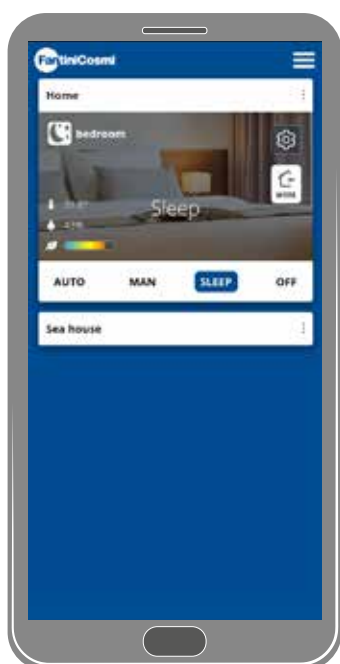 FantiniCosmi
Home
bedroom
Sleep
AUTO MAN SLEEP OFF
Sea house